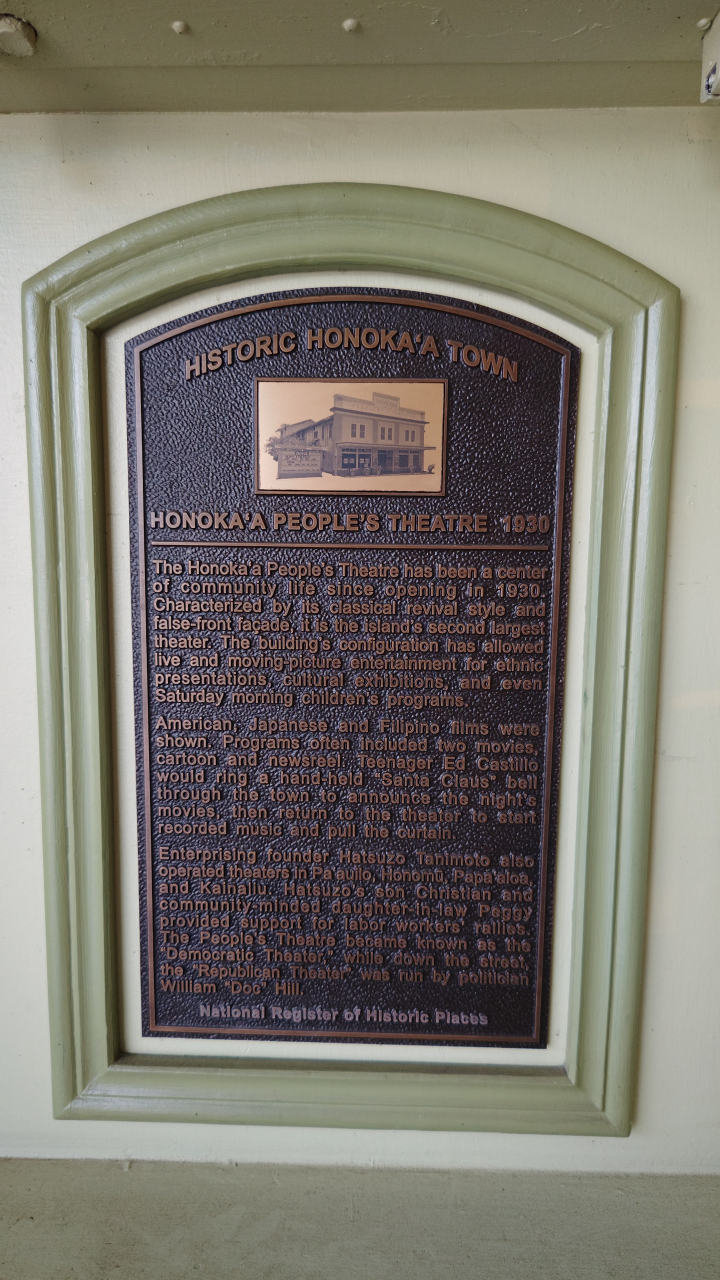 HISTORIC HONOKA'A TOWN
HONOKA'A PEOPLE'S THEATRE 1930
The Honoka'a People's Theatre has been a center
of community life since opening in 1930.
Characterized by its classical revival style and
false-front façade, it is the island's second largest
theater. The building's configuration has allowed
live and moving-picture entertainment for ethnic
presentations, cultural exhibitions, and even
Saturday morning children's programs.
American, Japanese and Filipino films were
shown. Programs often included two movies,
cartoon and newsreel. Teenager Ed Castillo
would ring a hand-held "Santa Claus" bell
through the town to announce the night's
movies, then return to the theater to start
recorded music and pull the curtain.
Enterprising founder Hatsuzo Tanimoto also
operated theaters in Pa'auilo, Honomu, Papa'aloa,
and Kainaliu. Hatsuzo's son Christian and
community-minded daughter-in-law Peggy
provided support for labor workers' rallies.
The People's Theatre became known as the
"Democratic Theater," while down the street,
the "Republican Theater" was run by politician
William "Doc" Hill.
National Register of Historic Places